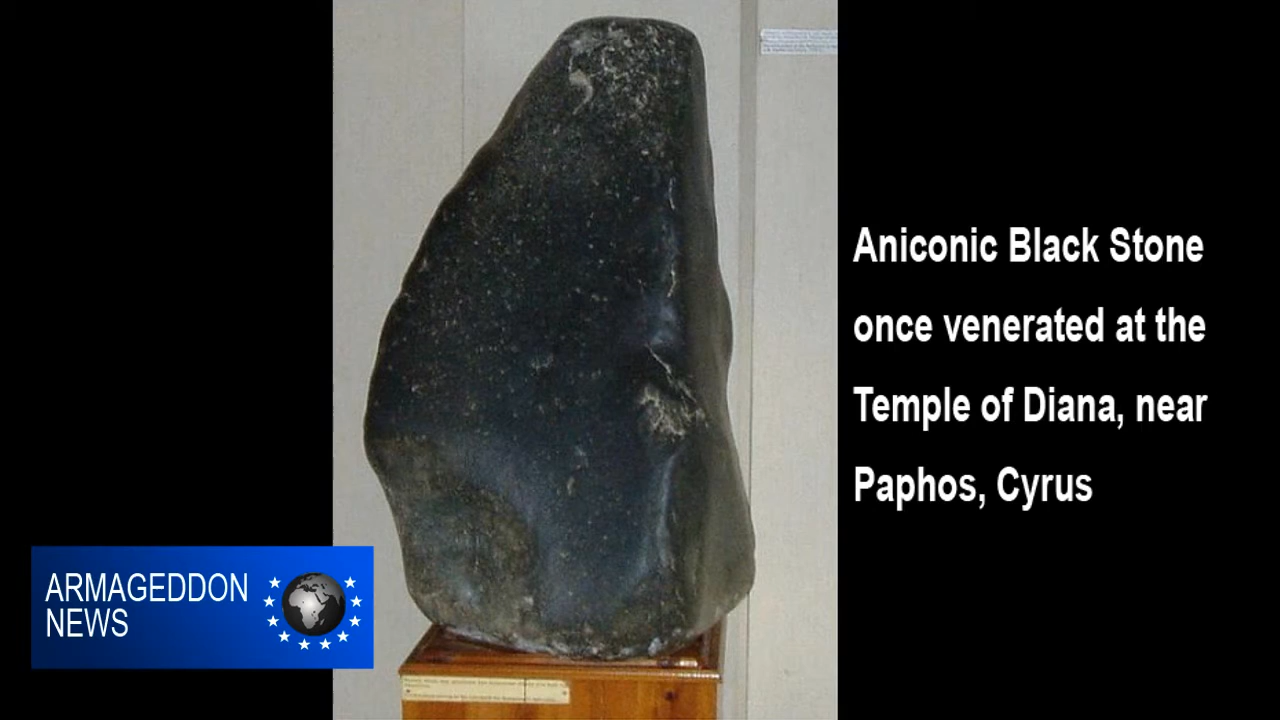 Aniconic Black Stone
once venerated at the
Temple of Diana, near
Paphos, Cyrus
ARMAGEDDON
NEWS